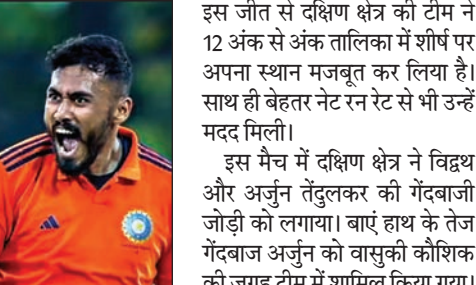 इस जीत से दक्षिण क्षेत्र की टीम ने
12 अंक से अंक तालिका में शीर्ष पर
अपना स्थान मजबूत कर लिया है।
साथ ही बेहतर नेट रन रेट से भी उन्हें
मदद मिली।
इस मैच में दक्षिण क्षेत्र ने विद्वथ
और अर्जुन तेंदुलकर की गेंदबाजी
जोड़ी को लगाया। बाएं हाथ के तेज
गेंदबाज अर्जुन को वासुकी कौशिक
की जगह टीम में शामिल किया गया।